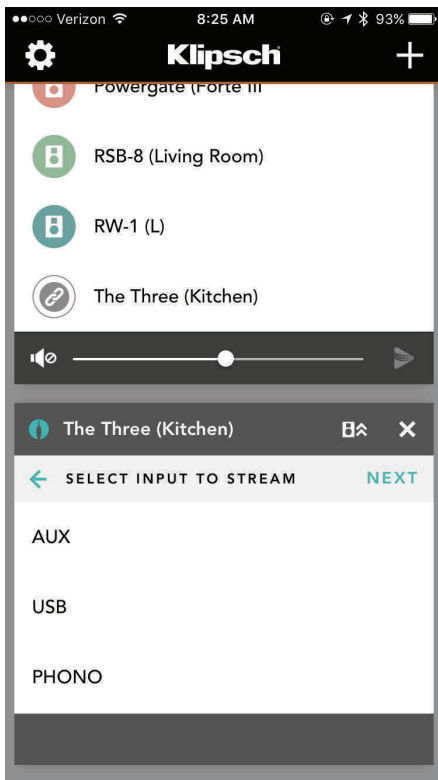 Verizon 8:25 AM 93%
Klipsch
Powergate (Forte III
RSB-8 (Living Room)
RW-1 (L)
The Three (Kitchen)
The Three (Kitchen)
SELECT INPUT TO STREAM NEXT
AUX
USB
PHONO